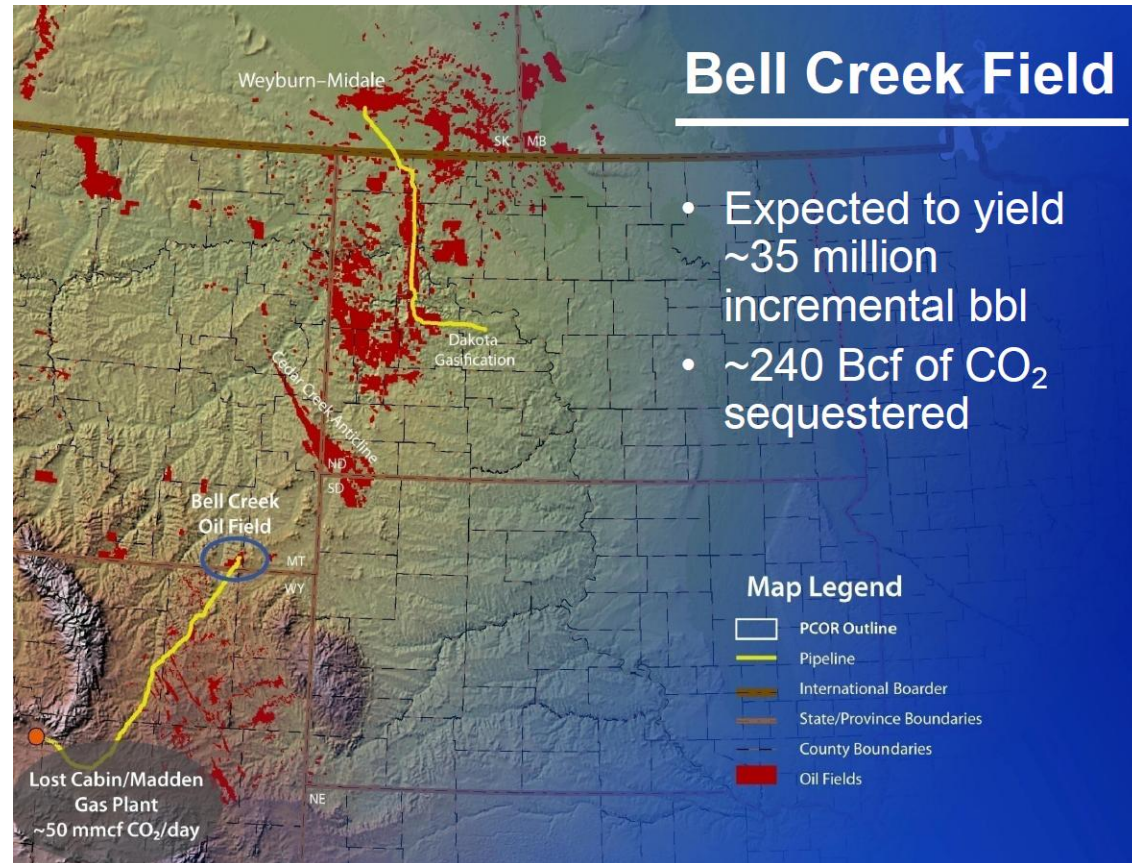 Bell Creek Field
• Expected to yield
~35 million
incremental bbl
• ~240 Bcf of CO₂
sequestered
Weyburn–Midale
SK
MB
Dakota
Gasification
Cedar Creek Anticline
ND
SD
Bell Creek
Oil Field
MT
WY
Lost Cabin/Madden
Gas Plant
~50 mmcf CO₂/day
NE
Map Legend
PCOR Outline
Pipeline
International Boarder
State/Province Boundaries
County Boundaries
Oil Fields